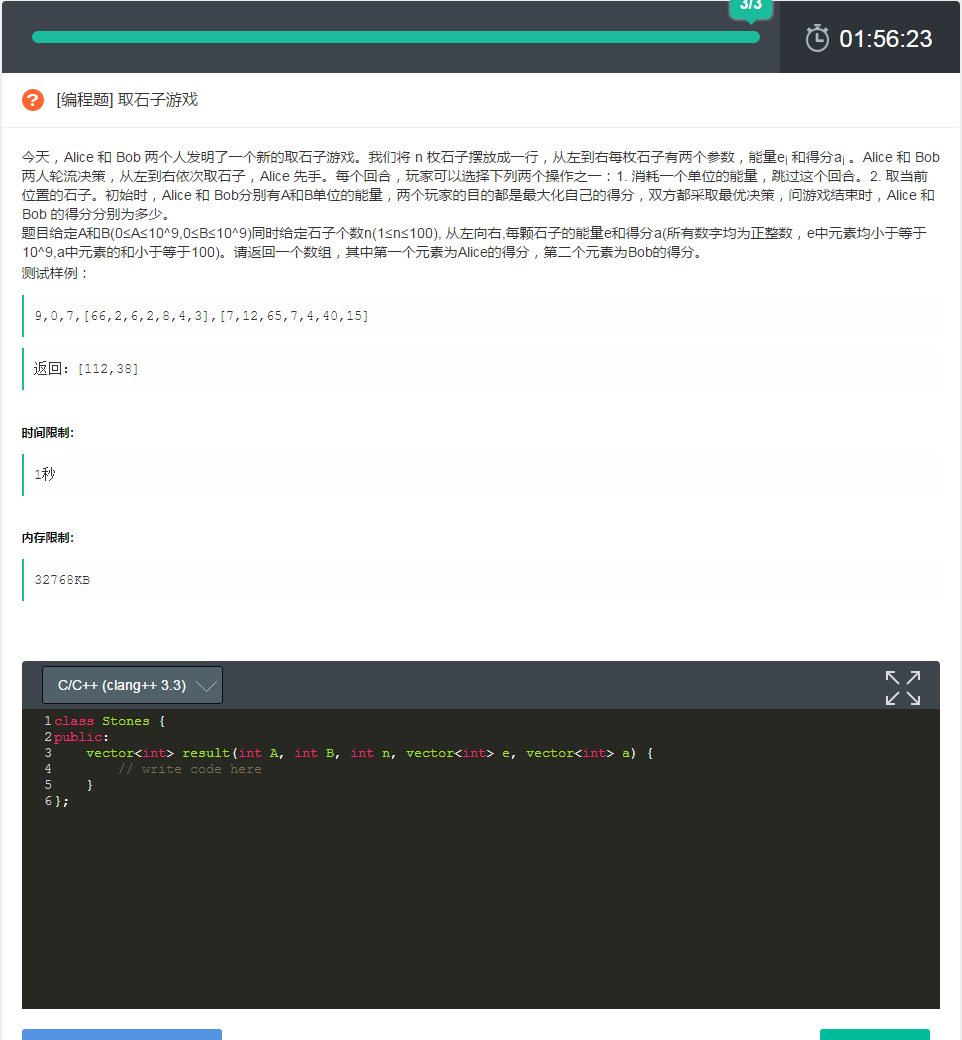 3/3
01:56:23
? [编程题] 取石子游戏
今天，Alice 和 Bob 两个人发明了一个新的取石子游戏。我们将 n 枚石子摆放成一行，从左到右每枚石子有两个参数，能量ei 和得分ai 。Alice 和 Bob
两人轮流决策，从左到右依次取石子，Alice 先手。每个回合，玩家可以选择下列两个操作之一：1. 消耗一个单位的能量，跳过这个回合。2. 取当前
位置的石子。初始时，Alice 和 Bob分别有A和B单位的能量，两个玩家的目的都是最大化自己的得分，双方都采取最优决策，问游戏结束时，Alice 和
Bob 的得分分别为多少。
题目给定A和B(0≤A≤10^9,0≤B≤10^9)同时给定石子个数n(1≤n≤100), 从左向右,每颗石子的能量e和得分a(所有数字均为正整数，e中元素均小于等于
10^9,a中元素的和小于等于100)。请返回一个数组，其中第一个元素为Alice的得分，第二个元素为Bob的得分。
测试样例：
9,0,7,[66,2,6,2,8,4,3],[7,12,65,7,4,40,15]
返回：[112,38]
时间限制:
1秒
内存限制:
32768KB
C/C++ (clang++ 3.3)
1 class Stones {
2 public:
3     vector<int> result(int A, int B, int n, vector<int> e, vector<int> a) {
4         // write code here
5     }
6 };